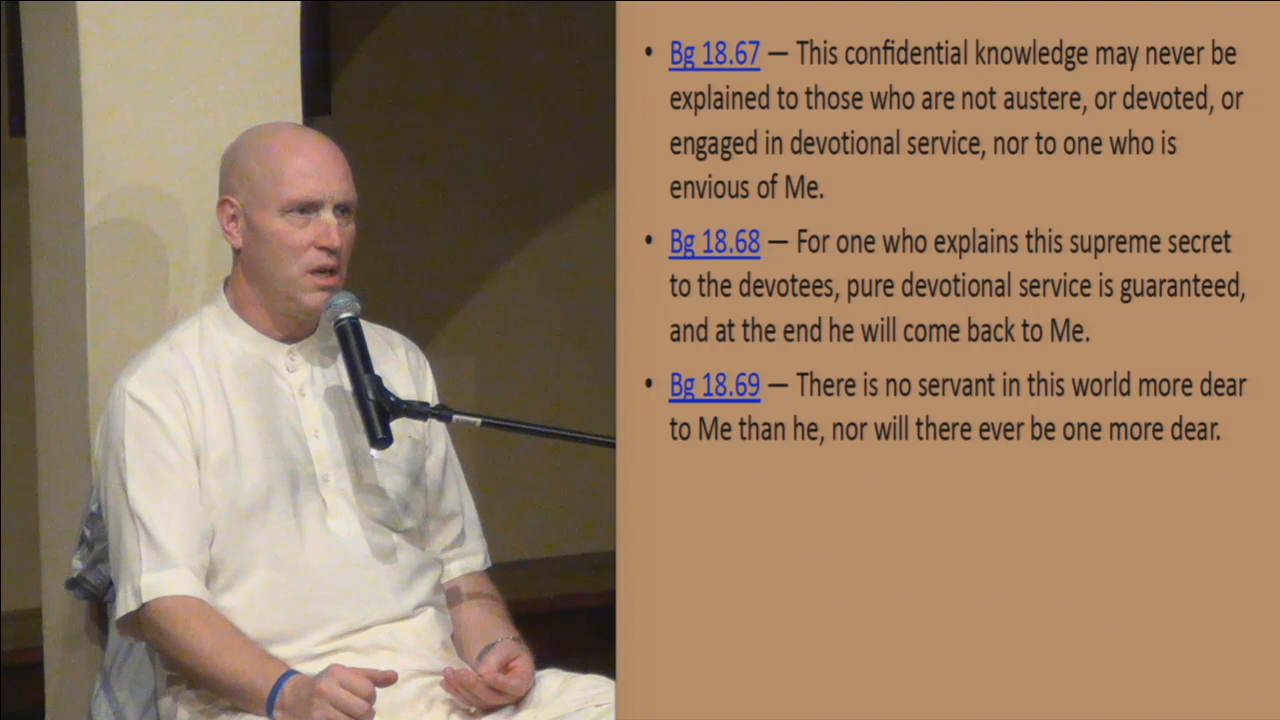 • Bg 18.67 — This confidential knowledge may never be
explained to those who are not austere, or devoted, or
engaged in devotional service, nor to one who is
envious of Me.
• Bg 18.68 — For one who explains this supreme secret
to the devotees, pure devotional service is guaranteed,
and at the end he will come back to Me.
• Bg 18.69 — There is no servant in this world more dear
to Me than he, nor will there ever be one more dear.